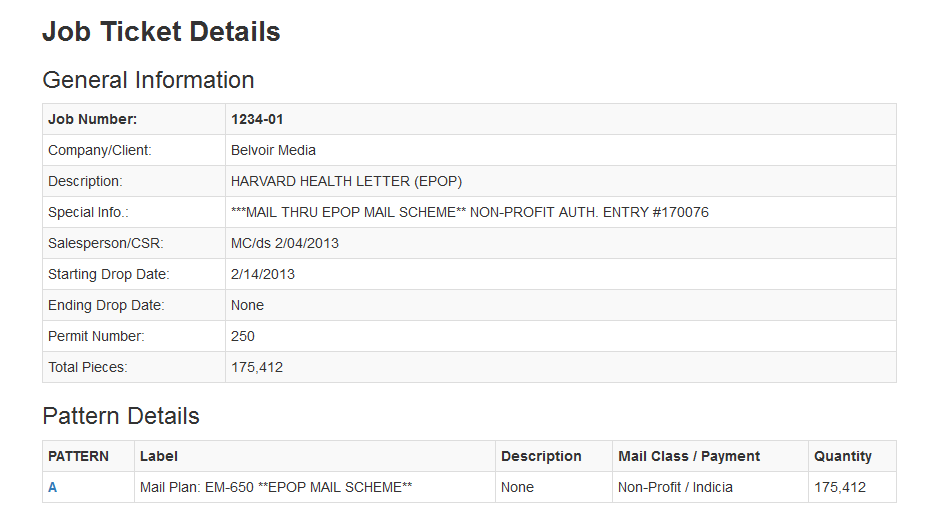 Job Ticket Details
General Information
Job Number: 1234-01
Company/Client: Belvoir Media
Description: HARVARD HEALTH LETTER (EPOP)
Special Info.: ***MAIL THRU EPOP MAIL SCHEME** NON-PROFIT AUTH. ENTRY #170076
Salesperson/CSR: MC/ds 2/04/2013
Starting Drop Date: 2/14/2013
Ending Drop Date: None
Permit Number: 250
Total Pieces: 175,412
Pattern Details
PATTERN Label Description Mail Class / Payment Quantity
A Mail Plan: EM-650 **EPOP MAIL SCHEME** None Non-Profit / Indicia 175,412